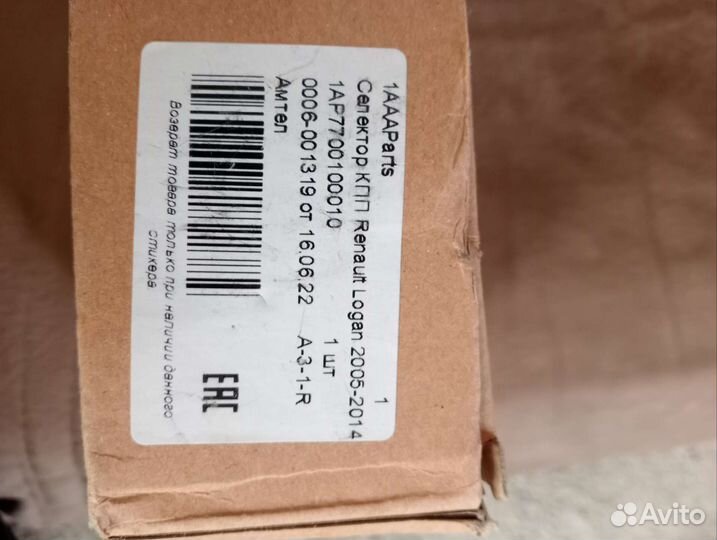 1AAAParts 1
Селектор КПП Renault Logan 2005-2014
1AP7700100010 1 шт
0006-001319 от 16.06.22 A-3-1-R
Амтел
EAC
Возврат товара только при наличии данного
стикера
Avito